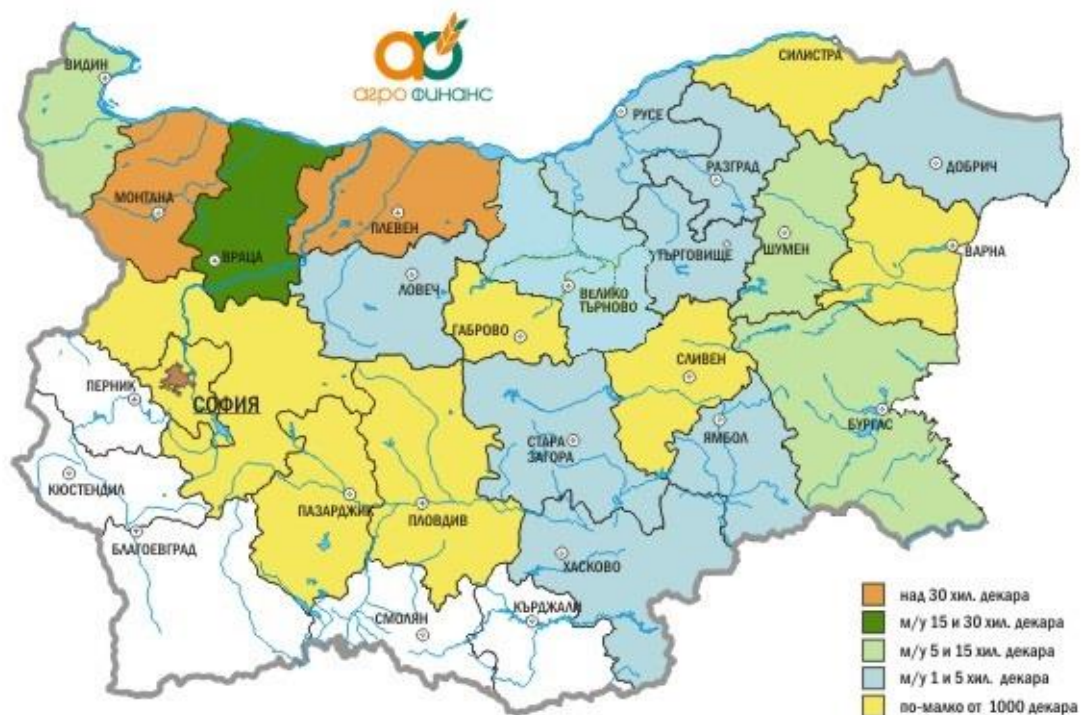 агро финанс
ВИДИН
СИЛИСТРА
РУСЕ
ДОБРИЧ
РАЗГРАД
МОНТАНА
ПЛЕВЕН
ВРАЦА
ТЪРГОВИЩЕ
ШУМЕН
ВАРНА
ЛОВЕЧ
ВЕЛИКО
ТЪРНОВО
ГАБРОВО
СЛИВЕН
ПЕРНИК
СОФИЯ
БУРГАС
СТАРА
ЗАГОРА
ЯМБОЛ
КЮСТЕНДИЛ
ПАЗАРДЖИК
ПЛОВДИВ
БЛАГОЕВГРАД
ХАСКОВО
СМОЛЯН
КЪРДЖАЛИ
над 30 хил. декара
м/у 15 и 30 хил. декара
м/у 5 и 15 хил. декара
м/у 1 и 5 хил. декара
по-малко от 1000 декара